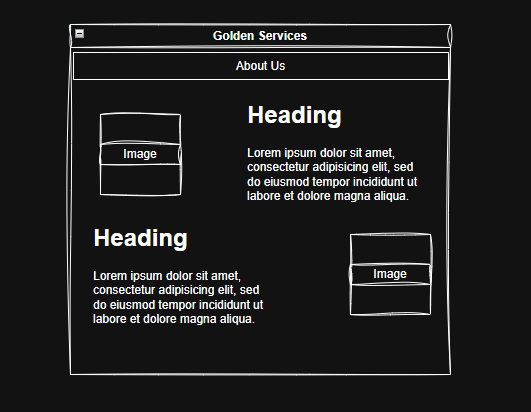 Golden Services
About Us
Image
Heading
Lorem ipsum dolor sit amet,
consectetur adipisicing elit, sed
do eiusmod tempor incididunt ut
labore et dolore magna aliqua.
Heading
Lorem ipsum dolor sit amet,
consectetur adipisicing elit, sed
do eiusmod tempor incididunt ut
labore et dolore magna aliqua.
Image